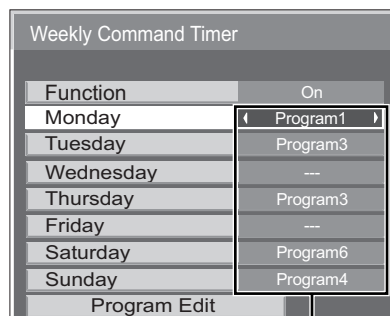 Weekly Command Timer
Function On
Monday Program1
Tuesday Program3
Wednesday ---
Thursday Program3
Friday ---
Saturday Program6
Sunday Program4
Program Edit